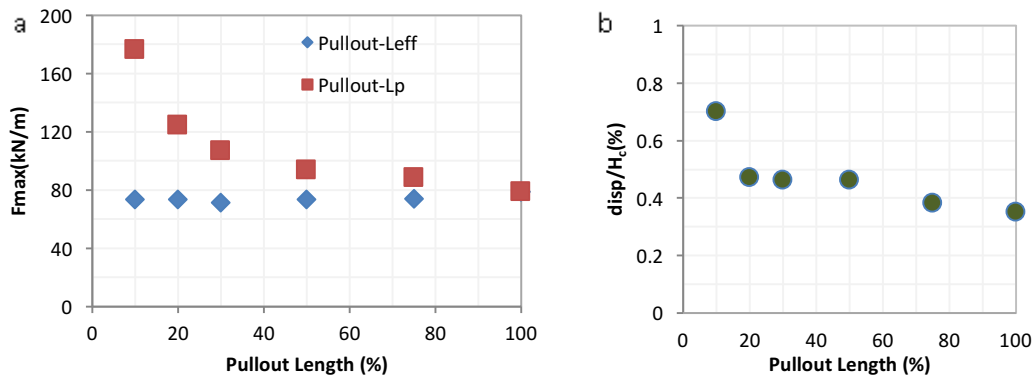 a
200
160
120
80
40
0
Fmax(kN/m)
Pullout-Leff
Pullout-Lp
0 20 40 60 80 100
Pullout Length (%)
b
1
0.8
0.6
0.4
0.2
0
disp/Hc(%)
0 20 40 60 80 100
Pullout Length (%)